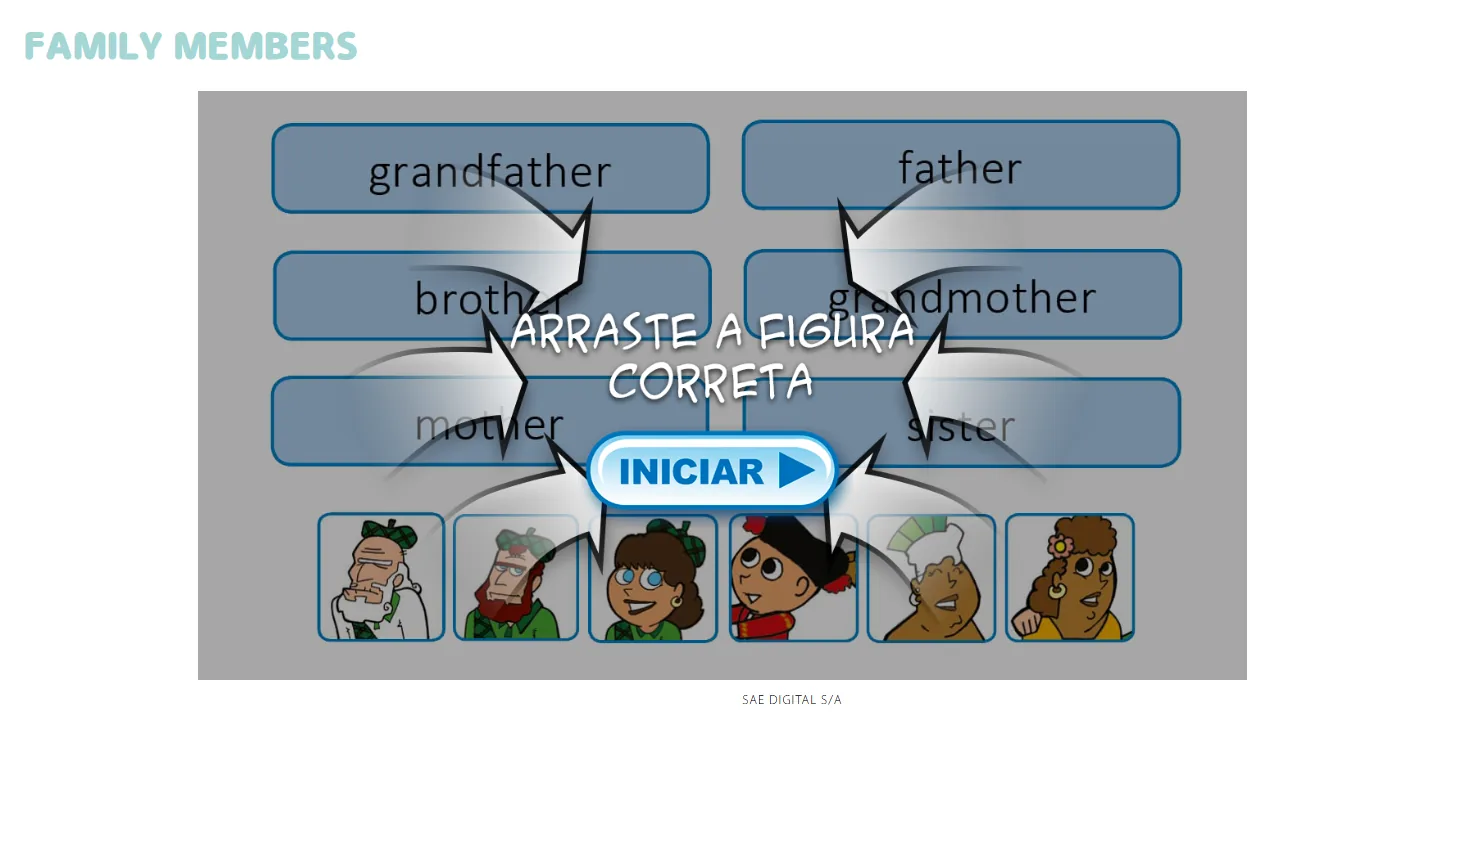 FAMILY MEMBERS
grandfather
father
brother
grandmother
ARRASTE A FIGURA
CORRETA
mother
sister
INICIAR
SAE DIGITAL S/A